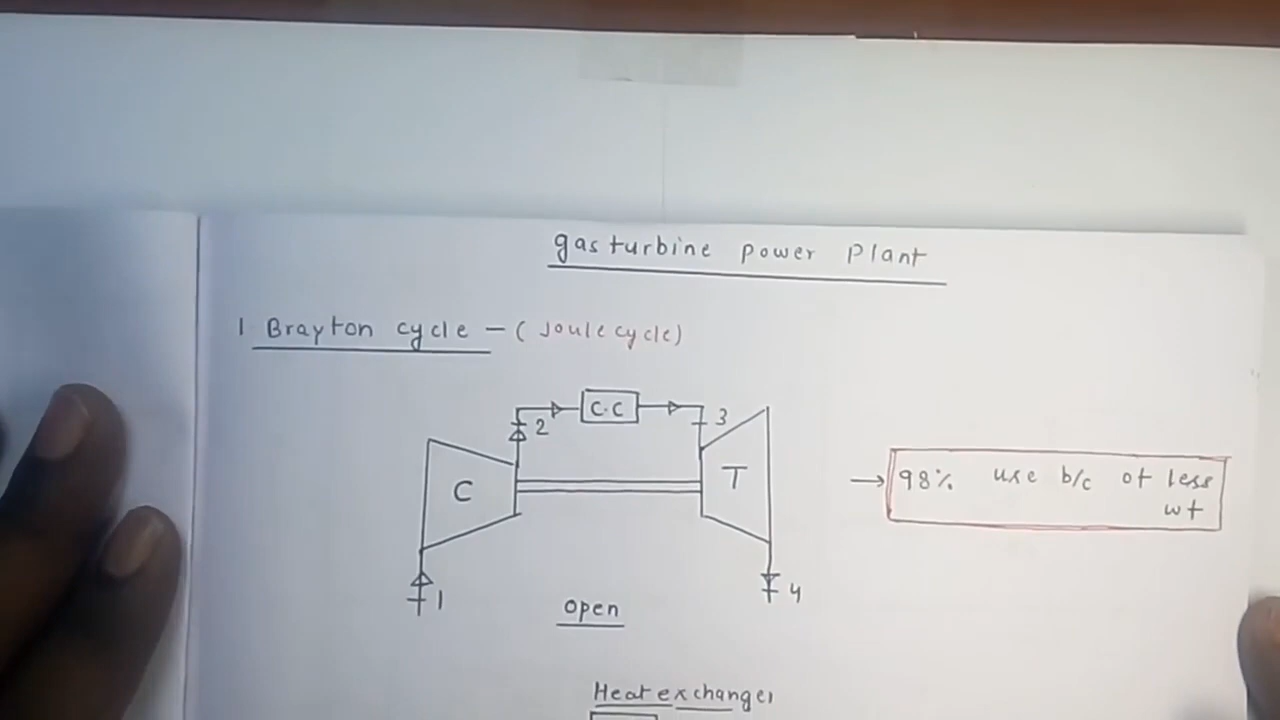 gas turbine power plant
1 Brayton cycle - (Joule cycle)
C.C
2
3
C
T
→ 98% use b/c of less
wt
1
4
open
Heat exchanger